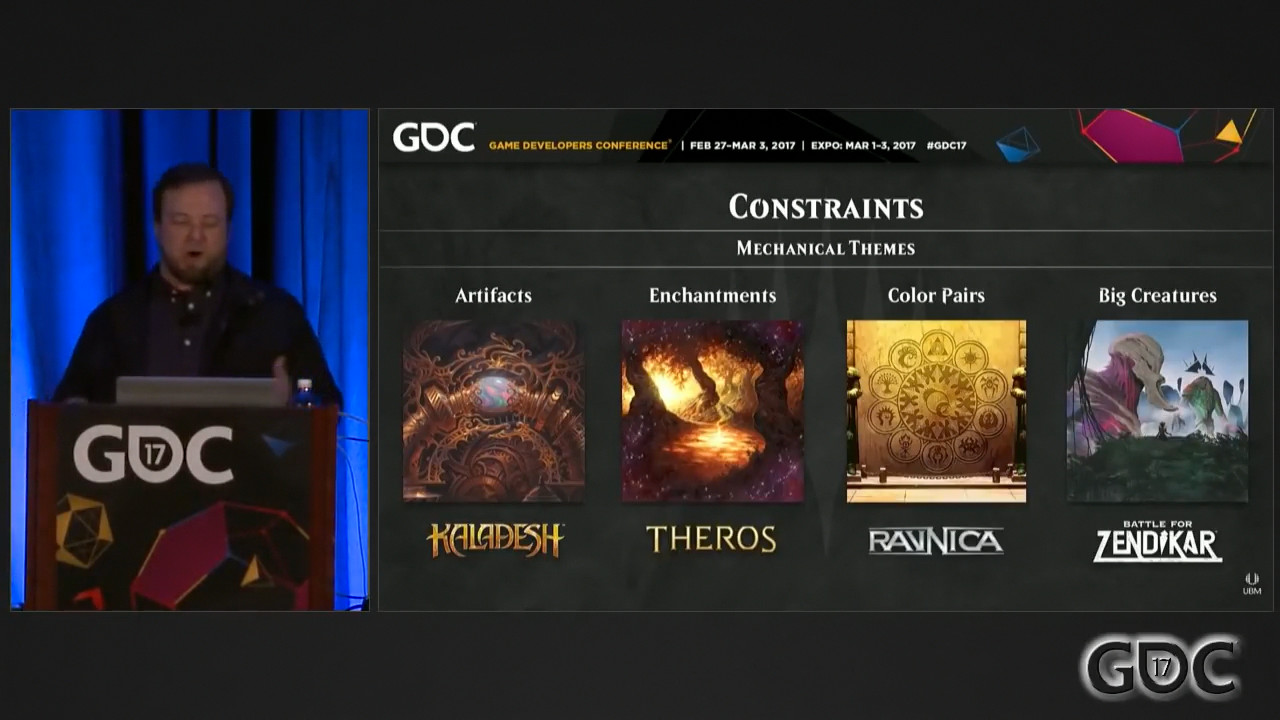 GDC
GAME DEVELOPERS CONFERENCE® | FEB 27–MAR 3, 2017 | EXPO: MAR 1–3, 2017 #GDC17
CONSTRAINTS
MECHANICAL THEMES
Artifacts Enchantments Color Pairs Big Creatures
KALADESH THEROS RAVNICA BATTLE FOR ZENDIKAR
UBM
GDC 17
GDC 17